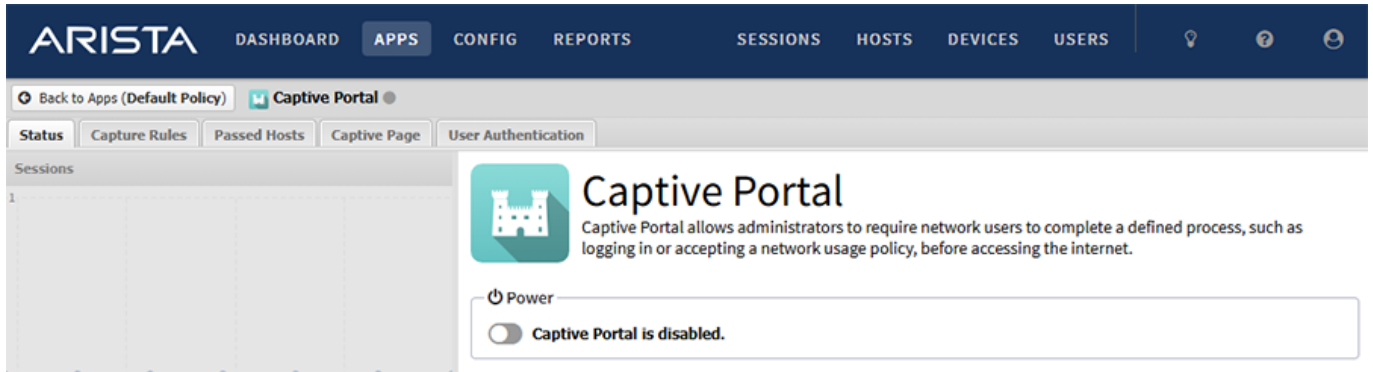 ARISTA DASHBOARD APPS CONFIG REPORTS SESSIONS HOSTS DEVICES USERS
Back to Apps (Default Policy) Captive Portal
Status Capture Rules Passed Hosts Captive Page User Authentication
Sessions
1
Captive Portal
Captive Portal allows administrators to require network users to complete a defined process, such as
logging in or accepting a network usage policy, before accessing the internet.
Power
Captive Portal is disabled.